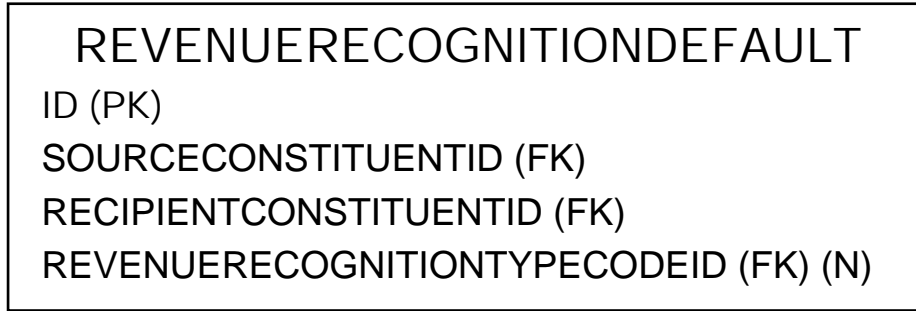 REVENUERECOGNITIONDEFAULT
ID (PK)
SOURCECONSTITUENTID (FK)
RECIPIENTCONSTITUENTID (FK)
REVENUERECOGNITIONTYPECODEID (FK) (N)